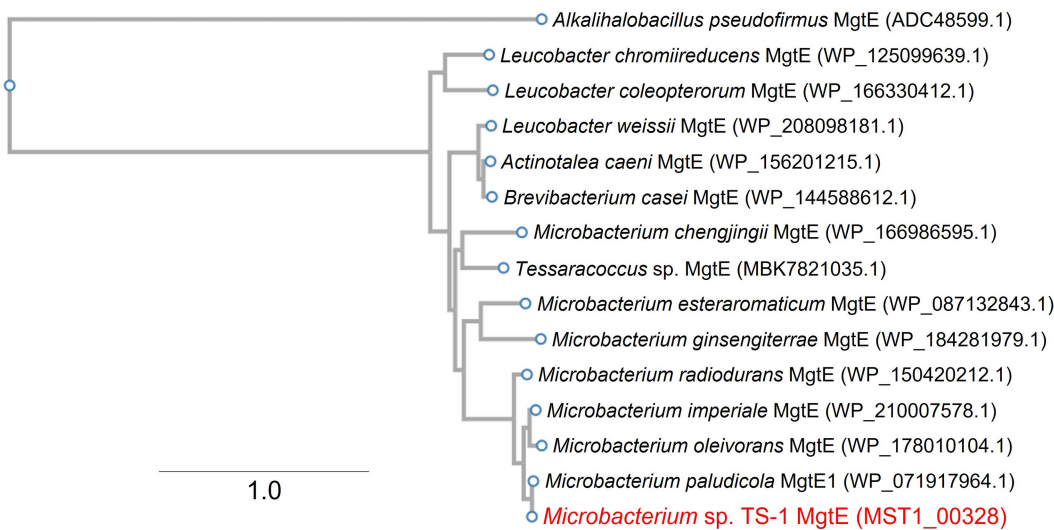 Alkalihalobacillus pseudofirmus MgtE (ADC48599.1)
Leucobacter chromiireducens MgtE (WP_125099639.1)
Leucobacter coleopterorum MgtE (WP_166330412.1)
Leucobacter weissii MgtE (WP_208098181.1)
Actinotalea caeni MgtE (WP_156201215.1)
Brevibacterium casei MgtE (WP_144588612.1)
Microbacterium chengjingii MgtE (WP_166986595.1)
Tessaracoccus sp. MgtE (MBK7821035.1)
Microbacterium esteraromaticum MgtE (WP_087132843.1)
Microbacterium ginsengiterrae MgtE (WP_184281979.1)
Microbacterium radiodurans MgtE (WP_150420212.1)
Microbacterium imperiale MgtE (WP_210007578.1)
Microbacterium oleivorans MgtE (WP_178010104.1)
Microbacterium paludicola MgtE1 (WP_071917964.1)
Microbacterium sp. TS-1 MgtE (MST1_00328)
1.0